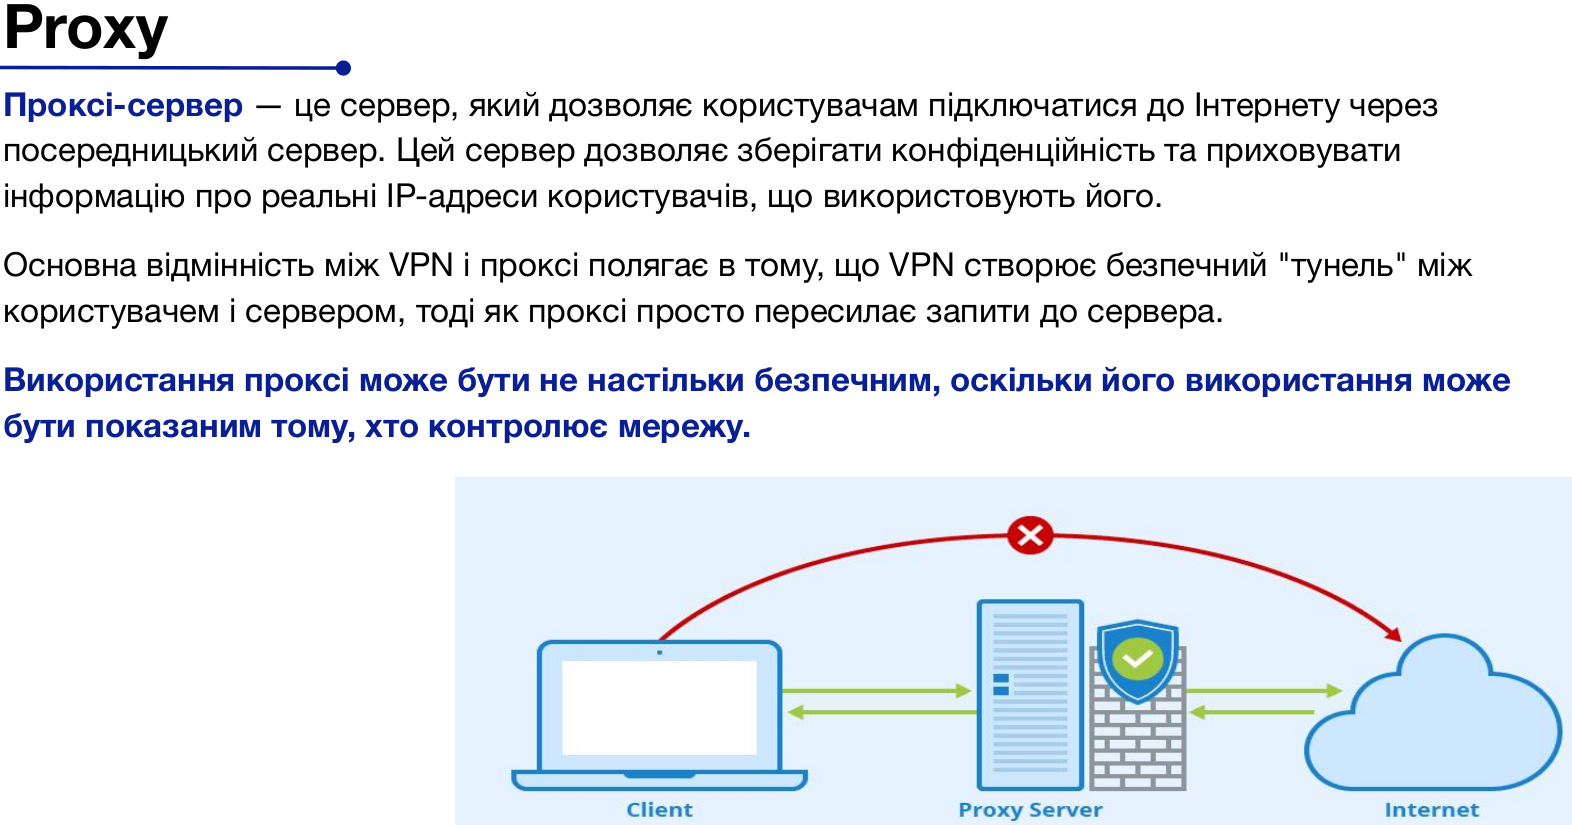 Proxy
Проксі-сервер — це сервер, який дозволяє користувачам підключатися до Інтернету через
посередницький сервер. Цей сервер дозволяє зберігати конфіденційність та приховувати
інформацію про реальні IP-адреси користувачів, що використовують його.
Основна відмінність між VPN і проксі полягає в тому, що VPN створює безпечний "тунель" між
користувачем і сервером, тоді як проксі просто пересилає запити до сервера.
Використання проксі може бути не настільки безпечним, оскільки його використання може
бути показаним тому, хто контролює мережу.
Client
Proxy Server
Internet